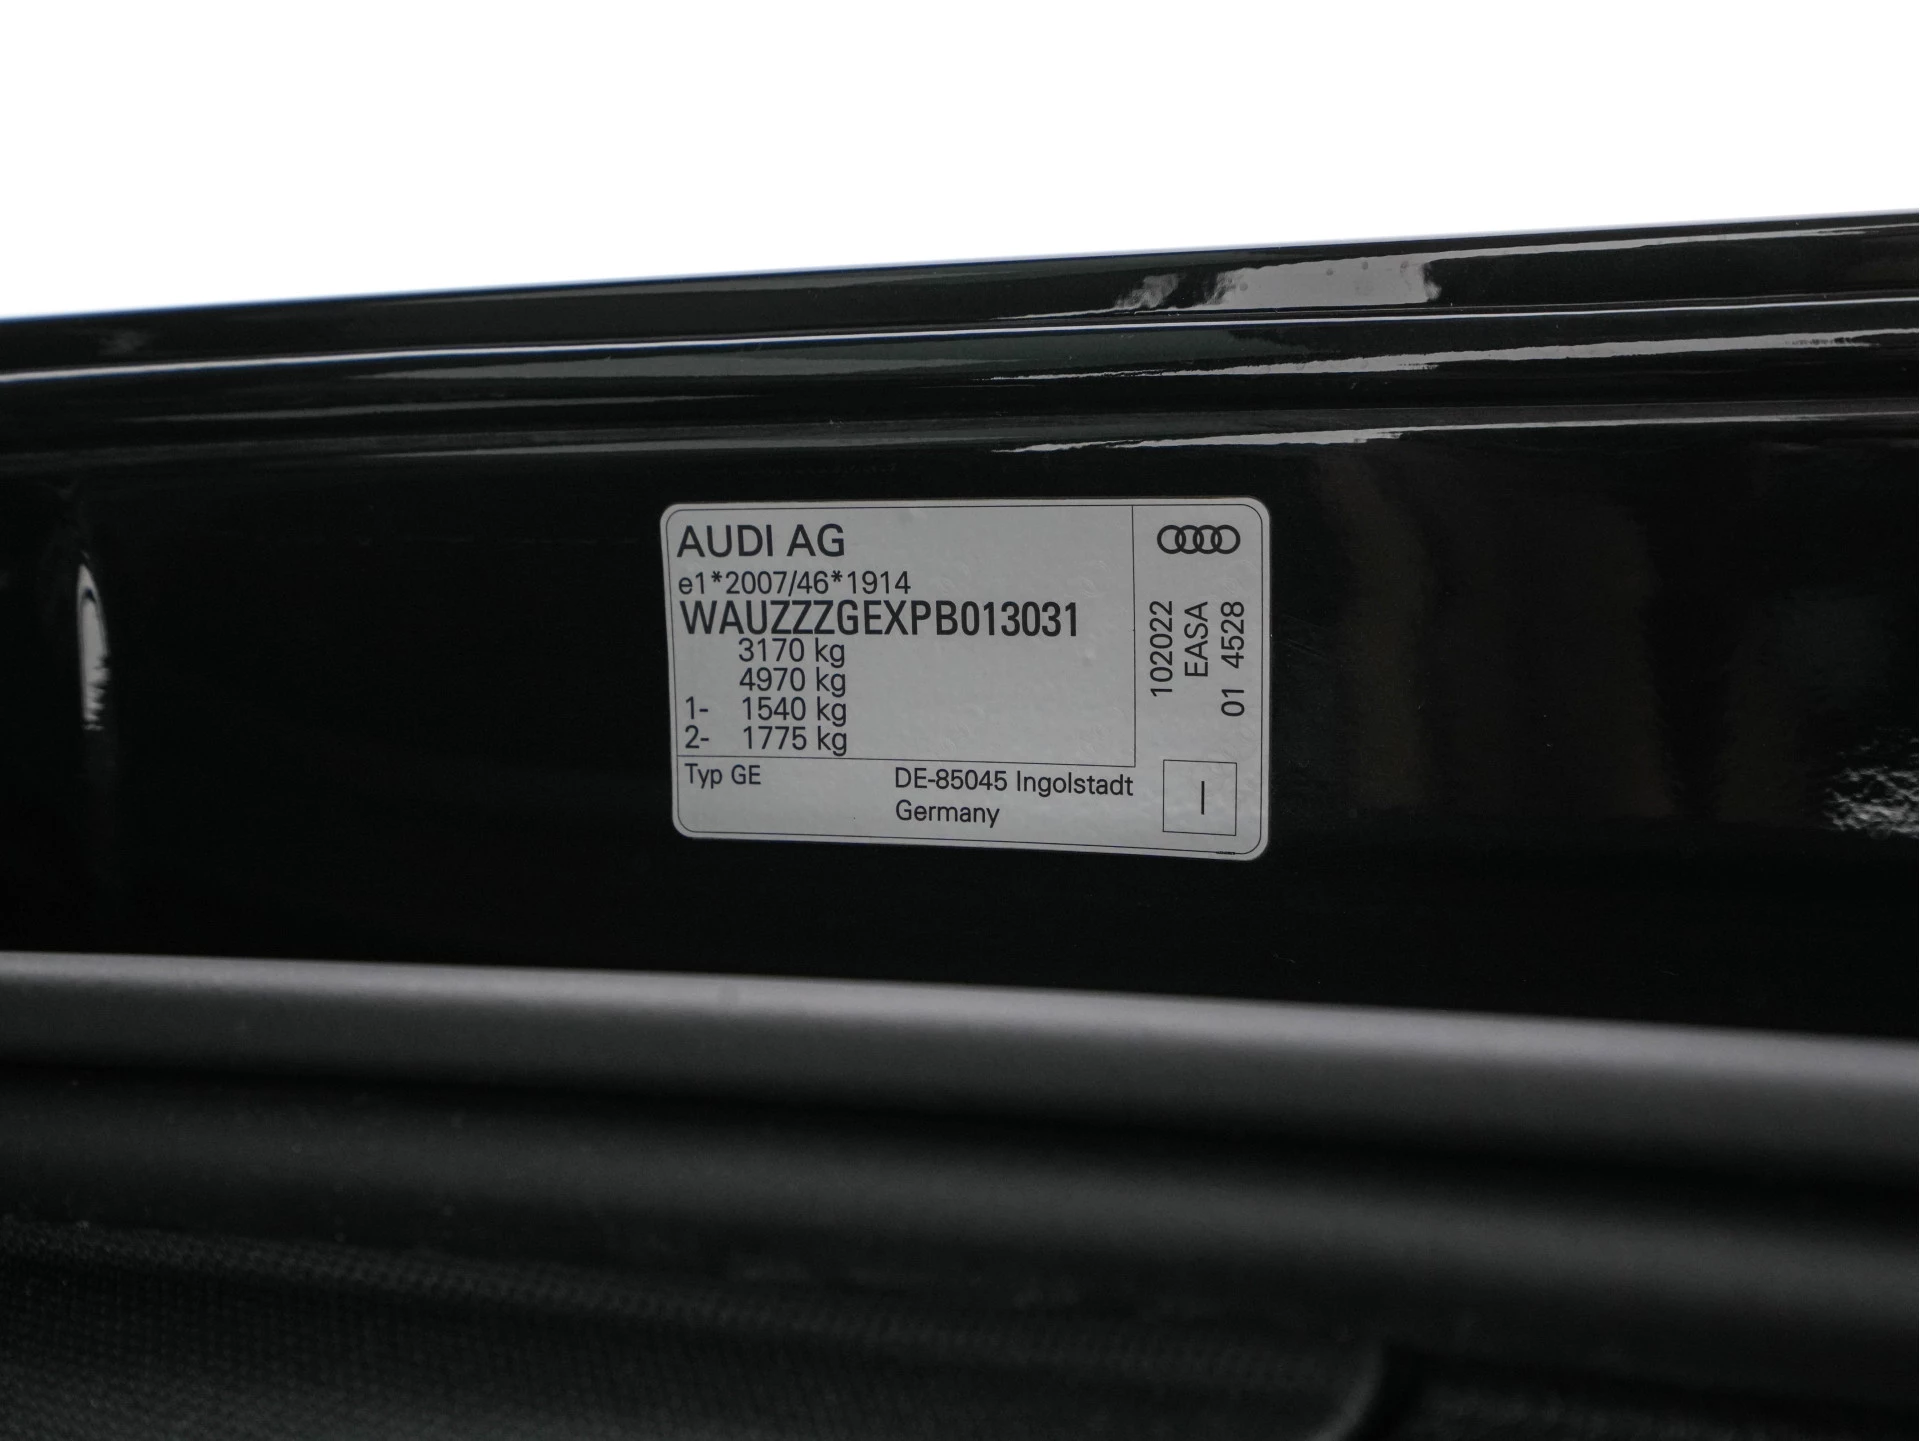 AUDI AG
e1*2007/46*1914
WAUZZZGEXPB013031
3170 kg
4970 kg
1- 1540 kg
2- 1775 kg
Typ GE
DE-85045 Ingolstadt
Germany
102022
EASA
01 4528
I